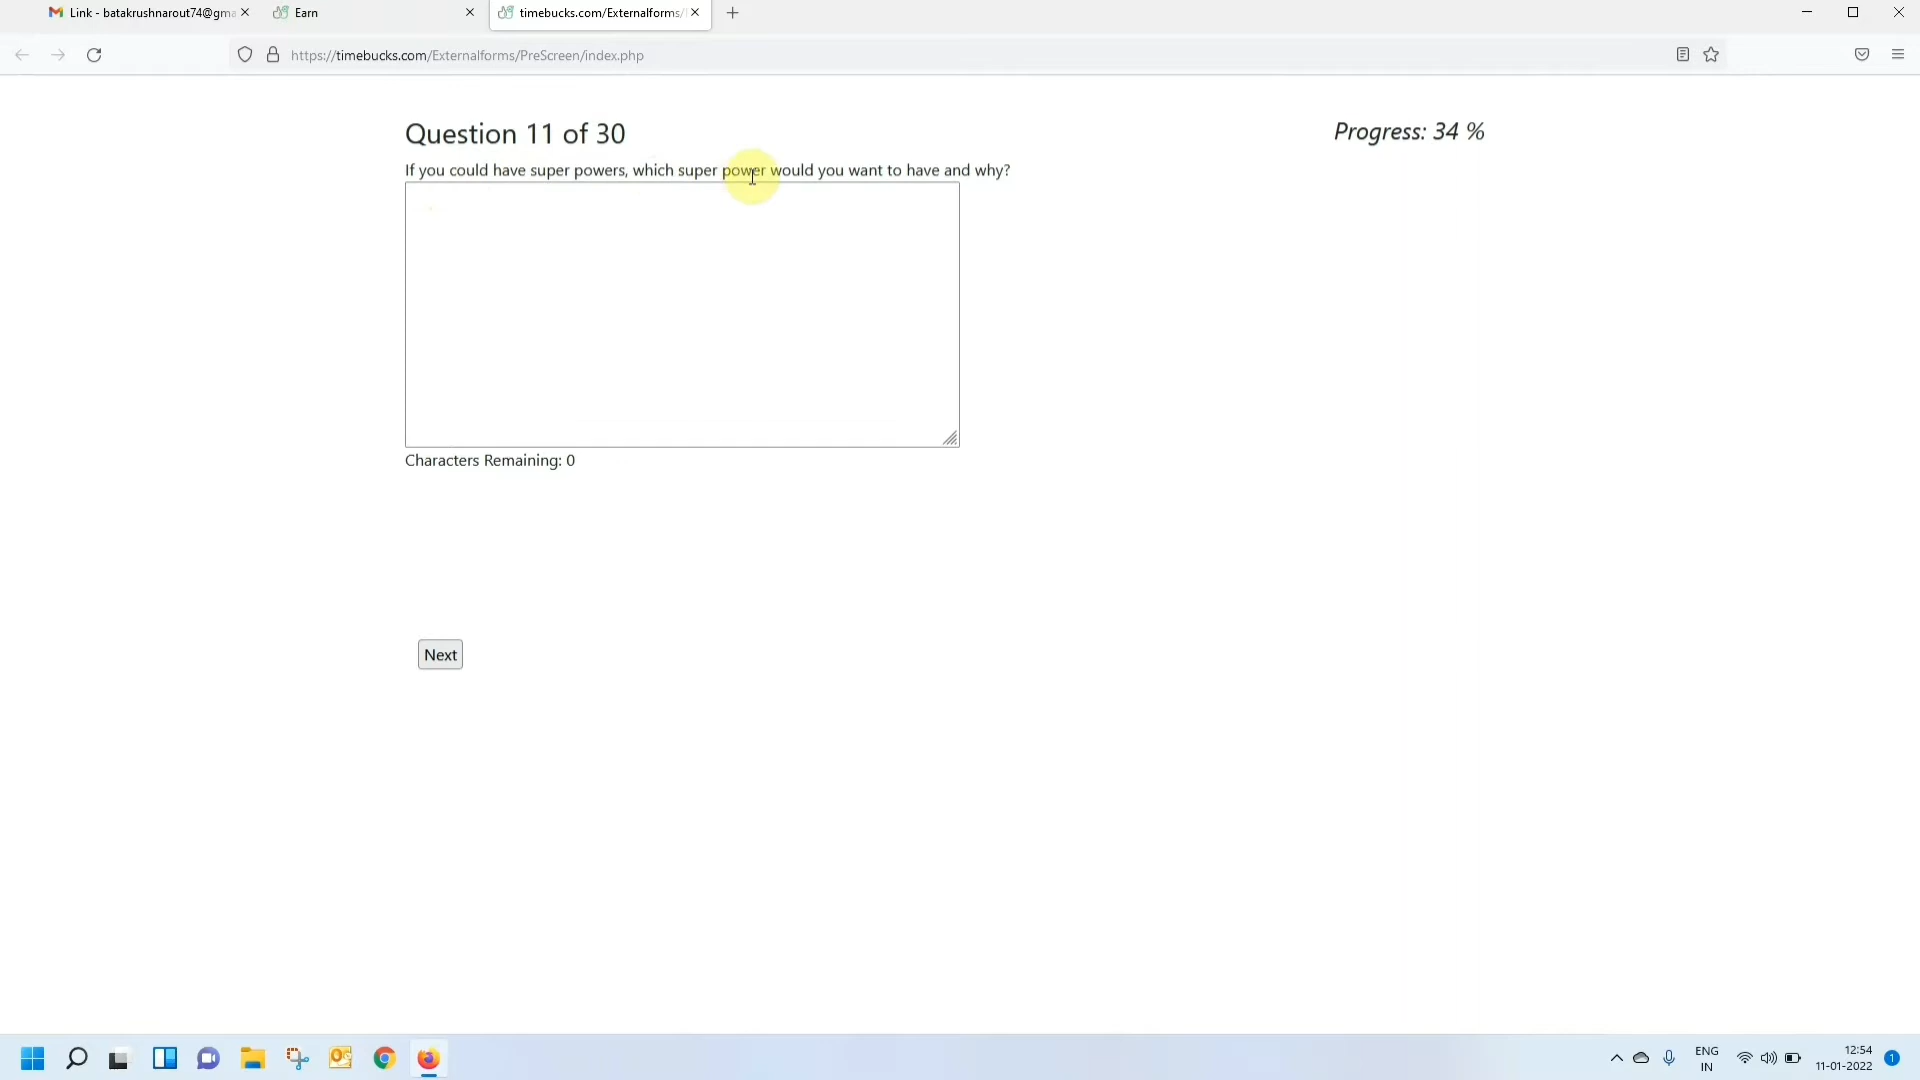 Link - batakrushnarout74@gma
Earn
timebucks.com/Externalforms/
https://timebucks.com/Externalforms/PreScreen/index.php
Question 11 of 30
Progress: 34 %
If you could have super powers, which super power would you want to have and why?
Characters Remaining: 0
Next
ENG
IN
12:54
11-01-2022
1